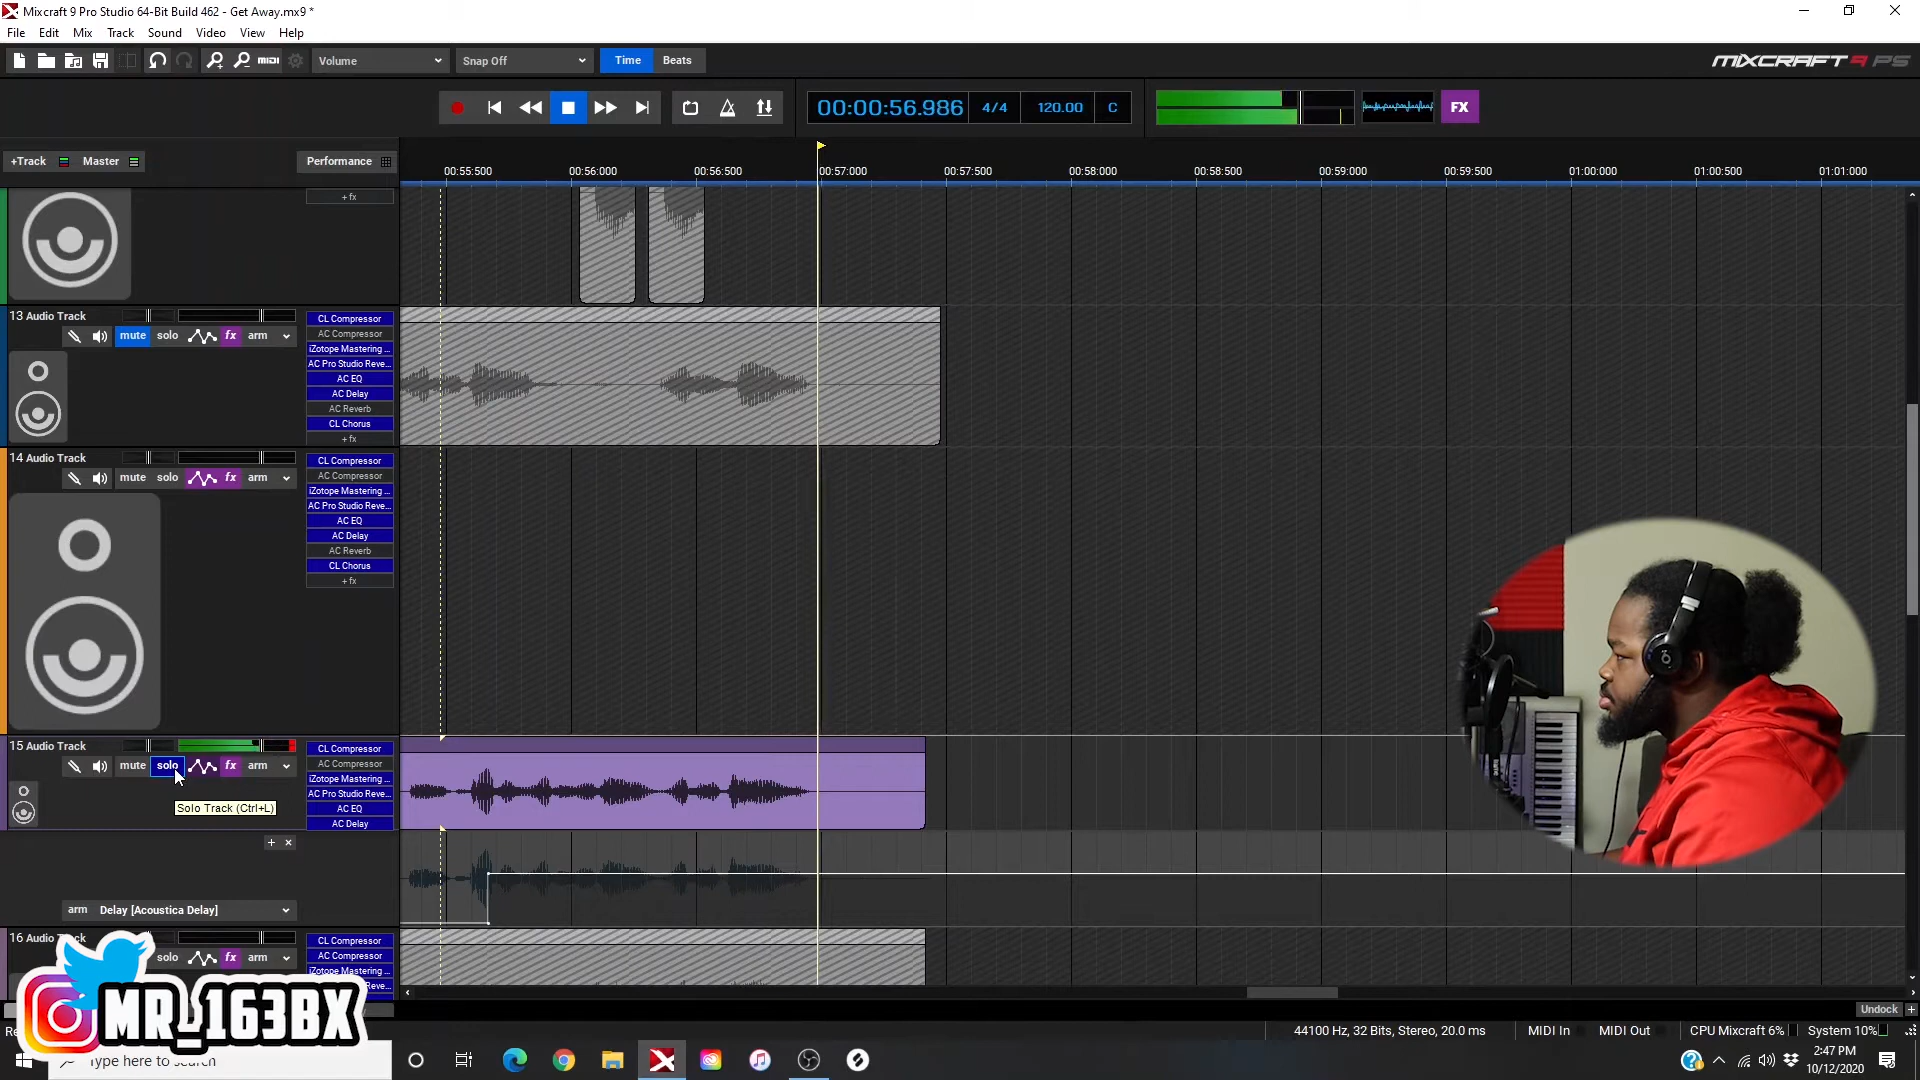 Mixcraft 9 Pro Studio 64-Bit Build 462 - Get Away.mx9 *
File Edit Mix Track Sound Video View Help
MIDI Volume Snap Off Time Beats MIXCRAFT 9 PS
00:00:56.986 4/4 120.00 C FX
+Track Master Performance
00:55:500 00:56:000 00:56:500 00:57:000 00:57:500 00:58:000 00:58:500 00:59:000 00:59:500 01:00:000 01:00:500 01:01:000
+ fx
13 Audio Track
mute solo fx arm
CL Compressor
AC Compressor
iZotope Mastering ...
AC Pro Studio Reve...
AC EQ
AC Delay
AC Reverb
CL Chorus
+ fx
14 Audio Track
mute solo fx arm
CL Compressor
AC Compressor
iZotope Mastering ...
AC Pro Studio Reve...
AC EQ
AC Delay
AC Reverb
CL Chorus
+ fx
15 Audio Track
mute solo fx arm
Solo Track (Ctrl+L)
CL Compressor
AC Compressor
iZotope Mastering ...
AC Pro Studio Reve...
AC EQ
AC Delay
+ ×
arm Delay [Acoustica Delay]
16 Audio Track
solo fx arm
CL Compressor
AC Compressor
iZotope Mastering ...
MR_163BX
Undock +
44100 Hz, 32 Bits, Stereo, 20.0 ms MIDI In MIDI Out CPU Mixcraft 6% System 10%
Type here to search
2:47 PM
10/12/2020